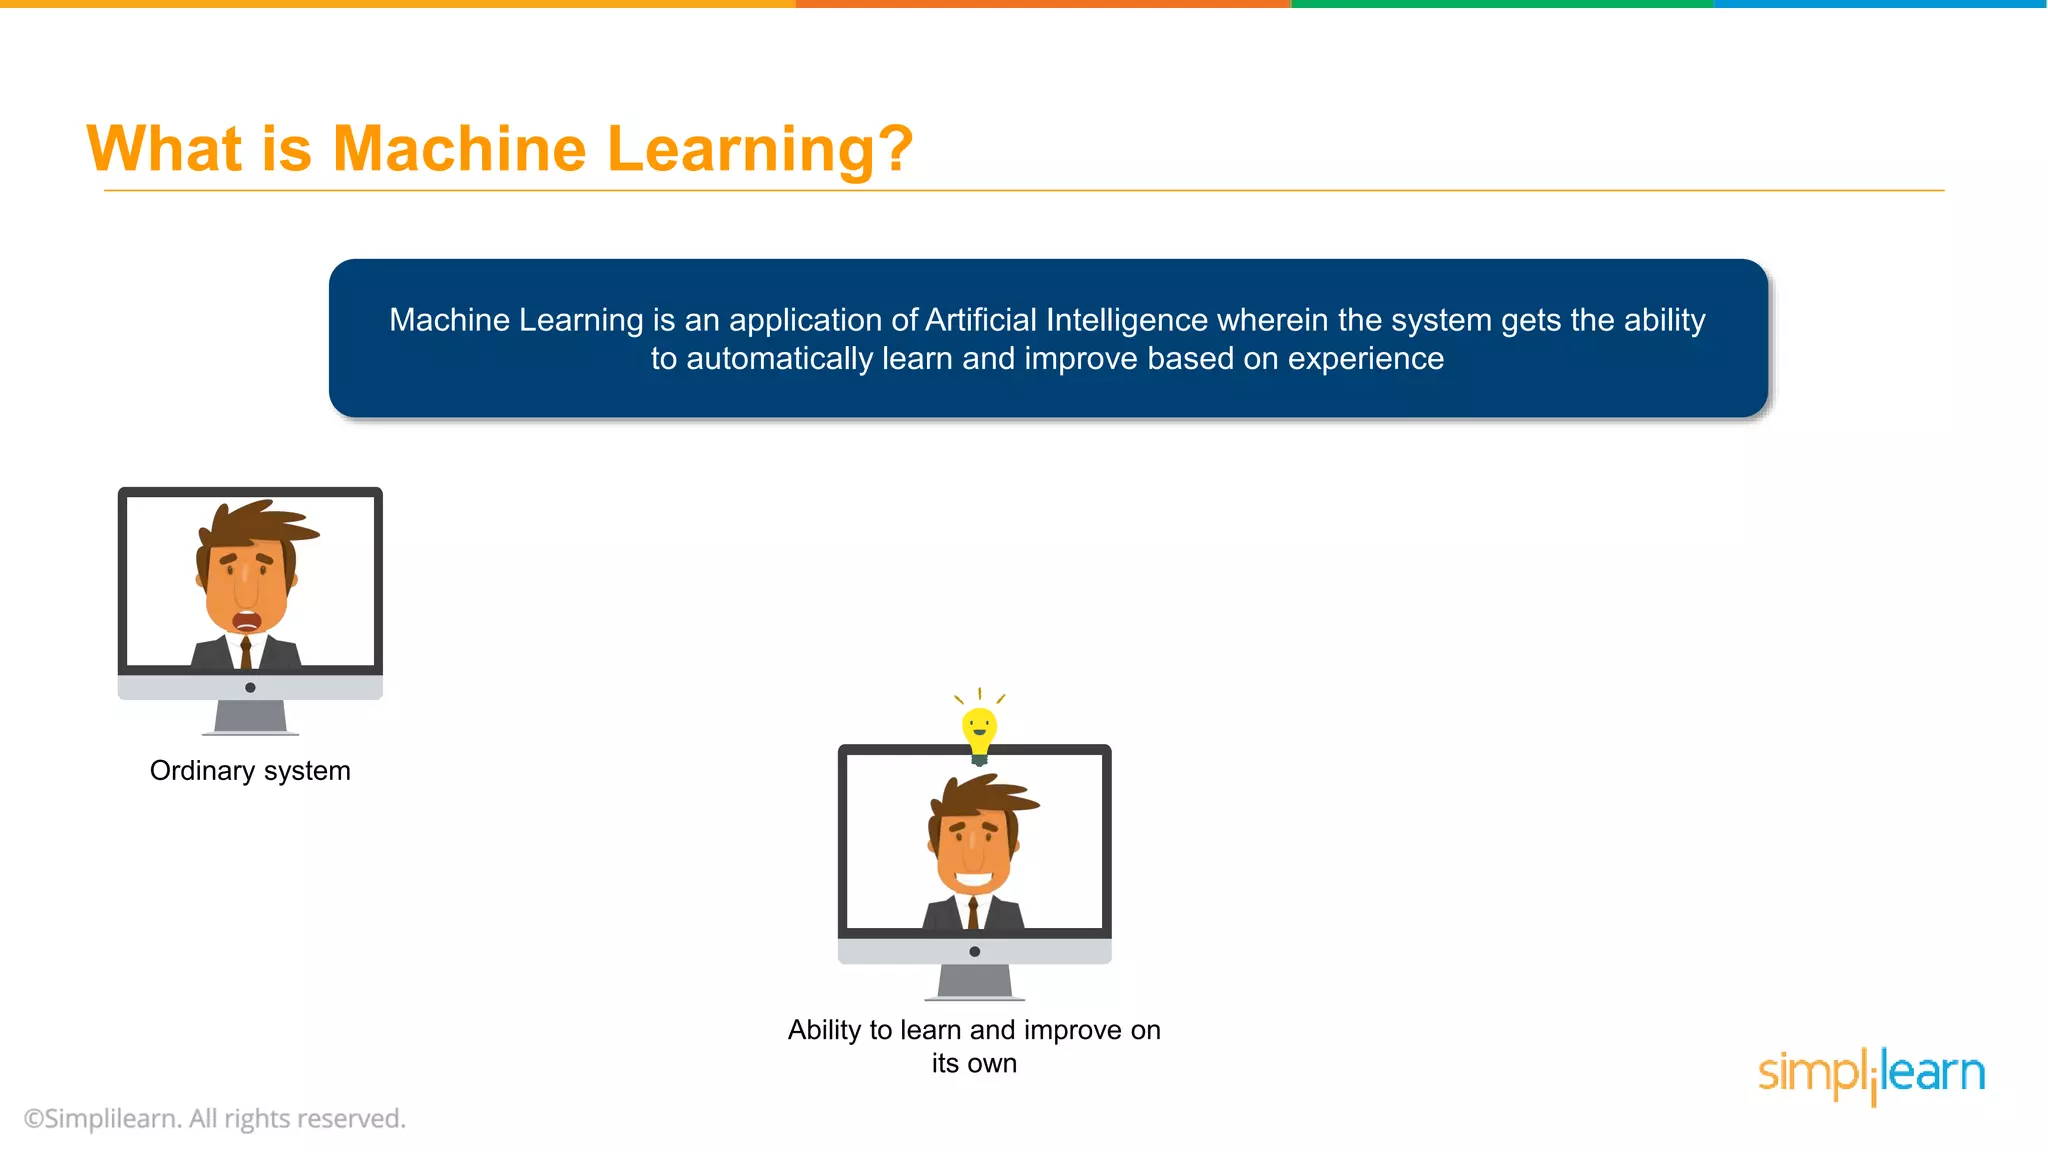 What is Machine Learning?
Machine Learning is an application of Artificial Intelligence wherein the system gets the ability
to automatically learn and improve based on experience
Ordinary system
Ability to learn and improve on
its own
simplilearn
©Simplilearn. All rights reserved.